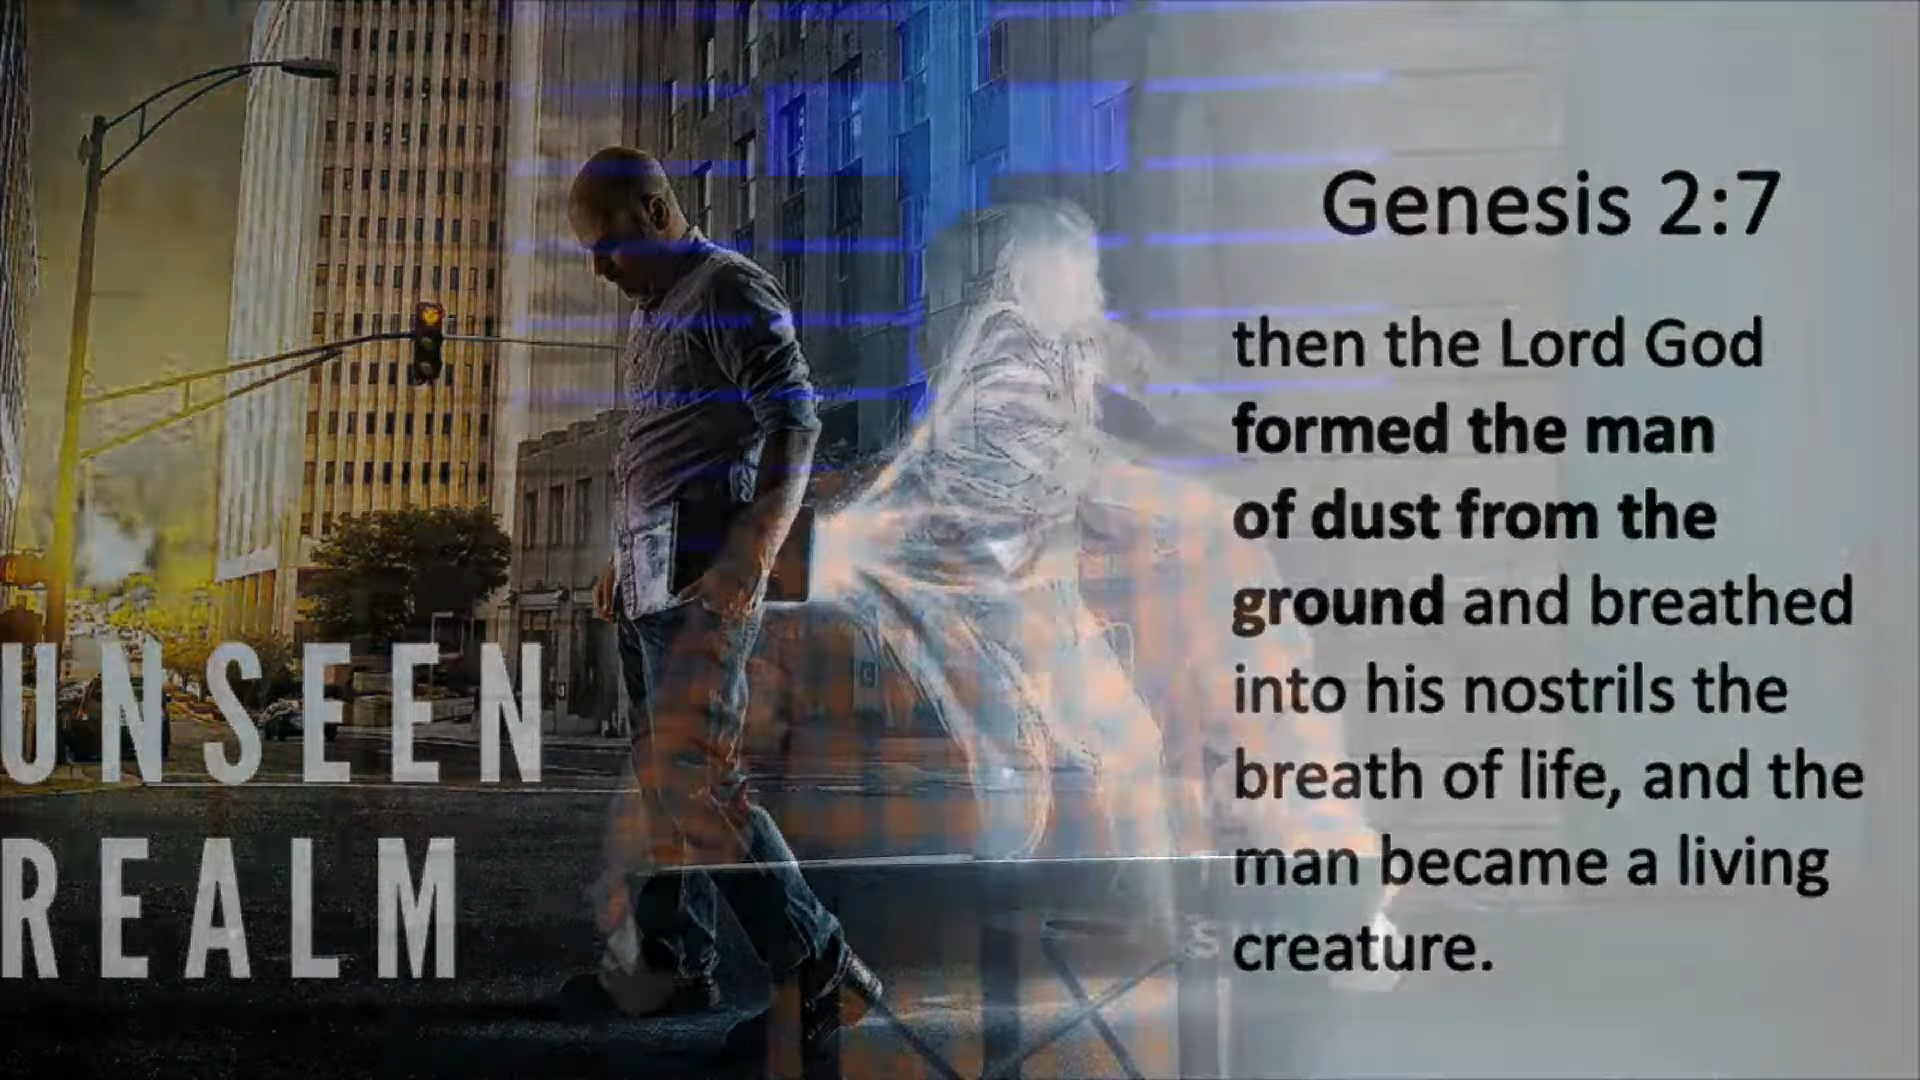 UNSEEN
REALM
Genesis 2:7
then the Lord God
formed the man
of dust from the
ground and breathed
into his nostrils the
breath of life, and the
man became a living
creature.